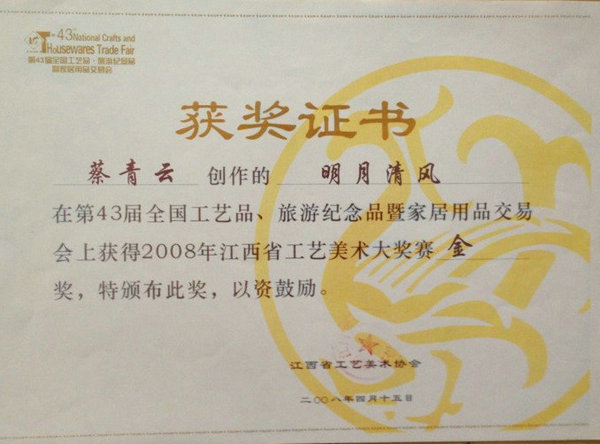 The 43rd National Crafts and
Housewares Trade Fair
第43届全国工艺品·旅游纪念品
暨家居用品交易会
获奖证书
蔡青云 创作的 明月清风
在第43届全国工艺品、旅游纪念品暨家居用品交易
会上获得2008年江西省工艺美术大奖赛 金
奖，特颁布此奖，以资鼓励。
江西省工艺美术协会
二〇〇八年四月十五日